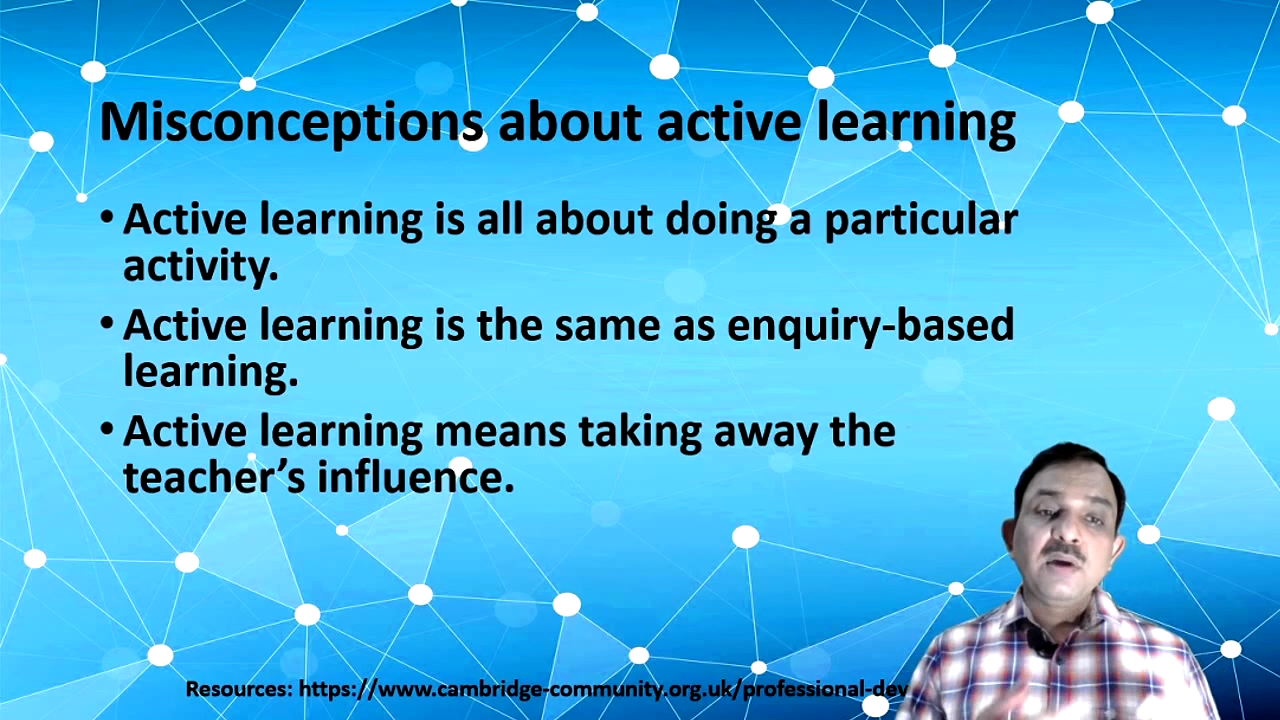 Misconceptions about active learning
• Active learning is all about doing a particular
activity.
• Active learning is the same as enquiry-based
learning.
• Active learning means taking away the
teacher’s influence.
Resources: https://www.cambridge-community.org.uk/professional-dev